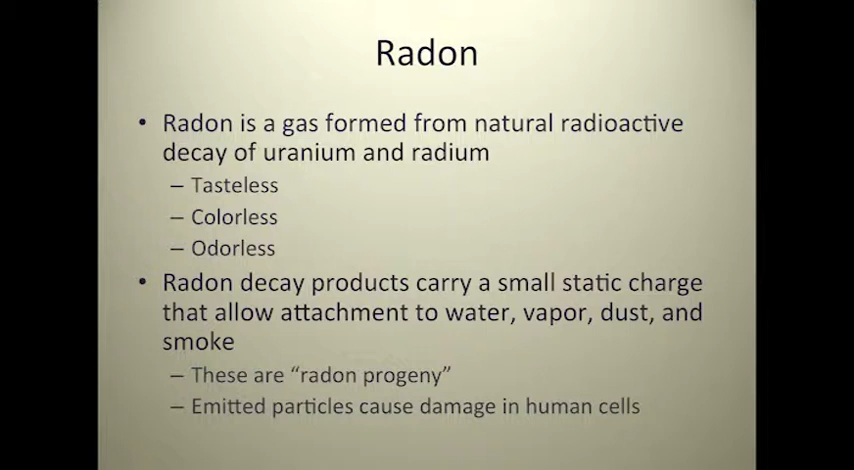 Radon
• Radon is a gas formed from natural radioactive
decay of uranium and radium
– Tasteless
– Colorless
– Odorless
• Radon decay products carry a small static charge
that allow attachment to water, vapor, dust, and
smoke
– These are “radon progeny”
– Emitted particles cause damage in human cells